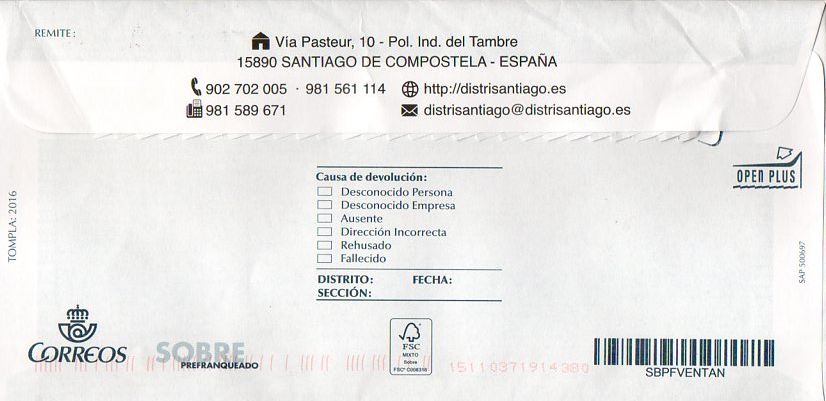 REMITE:
Vía Pasteur, 10 - Pol. Ind. del Tambre
15890 SANTIAGO DE COMPOSTELA - ESPAÑA
902 702 005 · 981 561 114 http://distrisantiago.es
981 589 671 distrisantiago@distrisantiago.es
OPEN PLUS
TOMPLA: 2016
SAP 500697
Causa de devolución:
Desconocido Persona
Desconocido Empresa
Ausente
Dirección Incorrecta
Rehusado
Fallecido
DISTRITO: FECHA:
SECCIÓN:
CORREOS
SOBRE
PREFRANQUEADO
FSC
MIXTO
Sobre
FSC® C008316
15110371914380
SBPFVENTAN